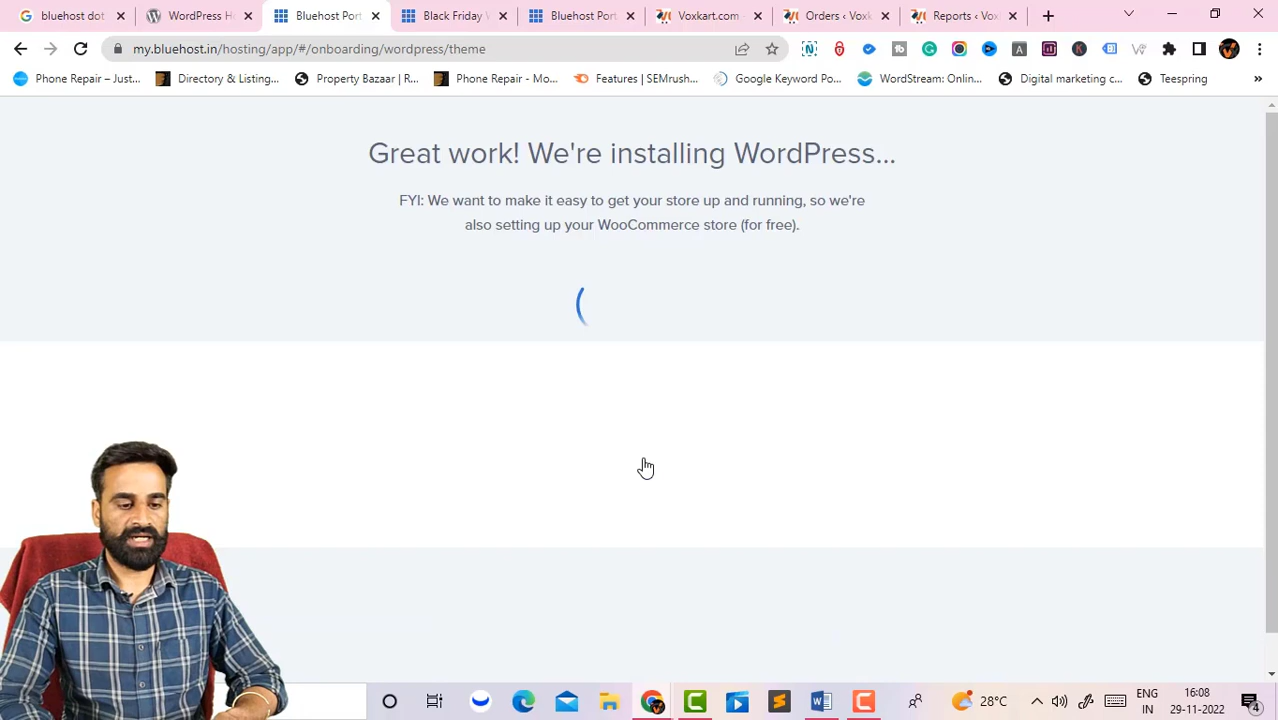 bluehost dot
WordPress H
Bluehost Port
Black Friday
Bluehost Port
Voxkart.com –
Orders ‹ Voxk
Reports ‹ Vox
my.bluehost.in/hosting/app/#/onboarding/wordpress/theme
Phone Repair – Just...
Directory & Listing...
Property Bazaar | R...
Phone Repair - Mo...
Features | SEMrush...
Google Keyword Po...
WordStream: Onlin...
Digital marketing c...
Teespring
»
Great work! We're installing WordPress...
FYI: We want to make it easy to get your store up and running, so we're
also setting up your WooCommerce store (for free).
28°C
ENG
IN
16:08
29-11-2022
4